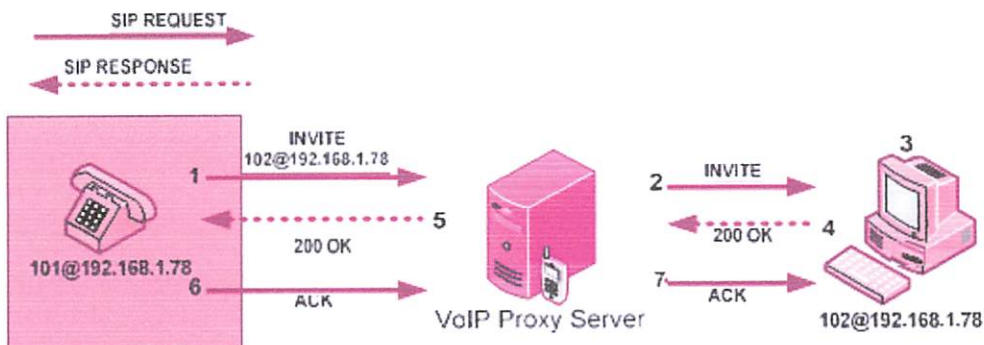 SIP REQUEST
SIP RESPONSE
INVITE
102@192.168.1.78
1
2
INVITE
3
5
200 OK
4
200 OK
101@192.168.1.78
6
ACK
7
ACK
VoIP Proxy Server
102@192.168.1.78